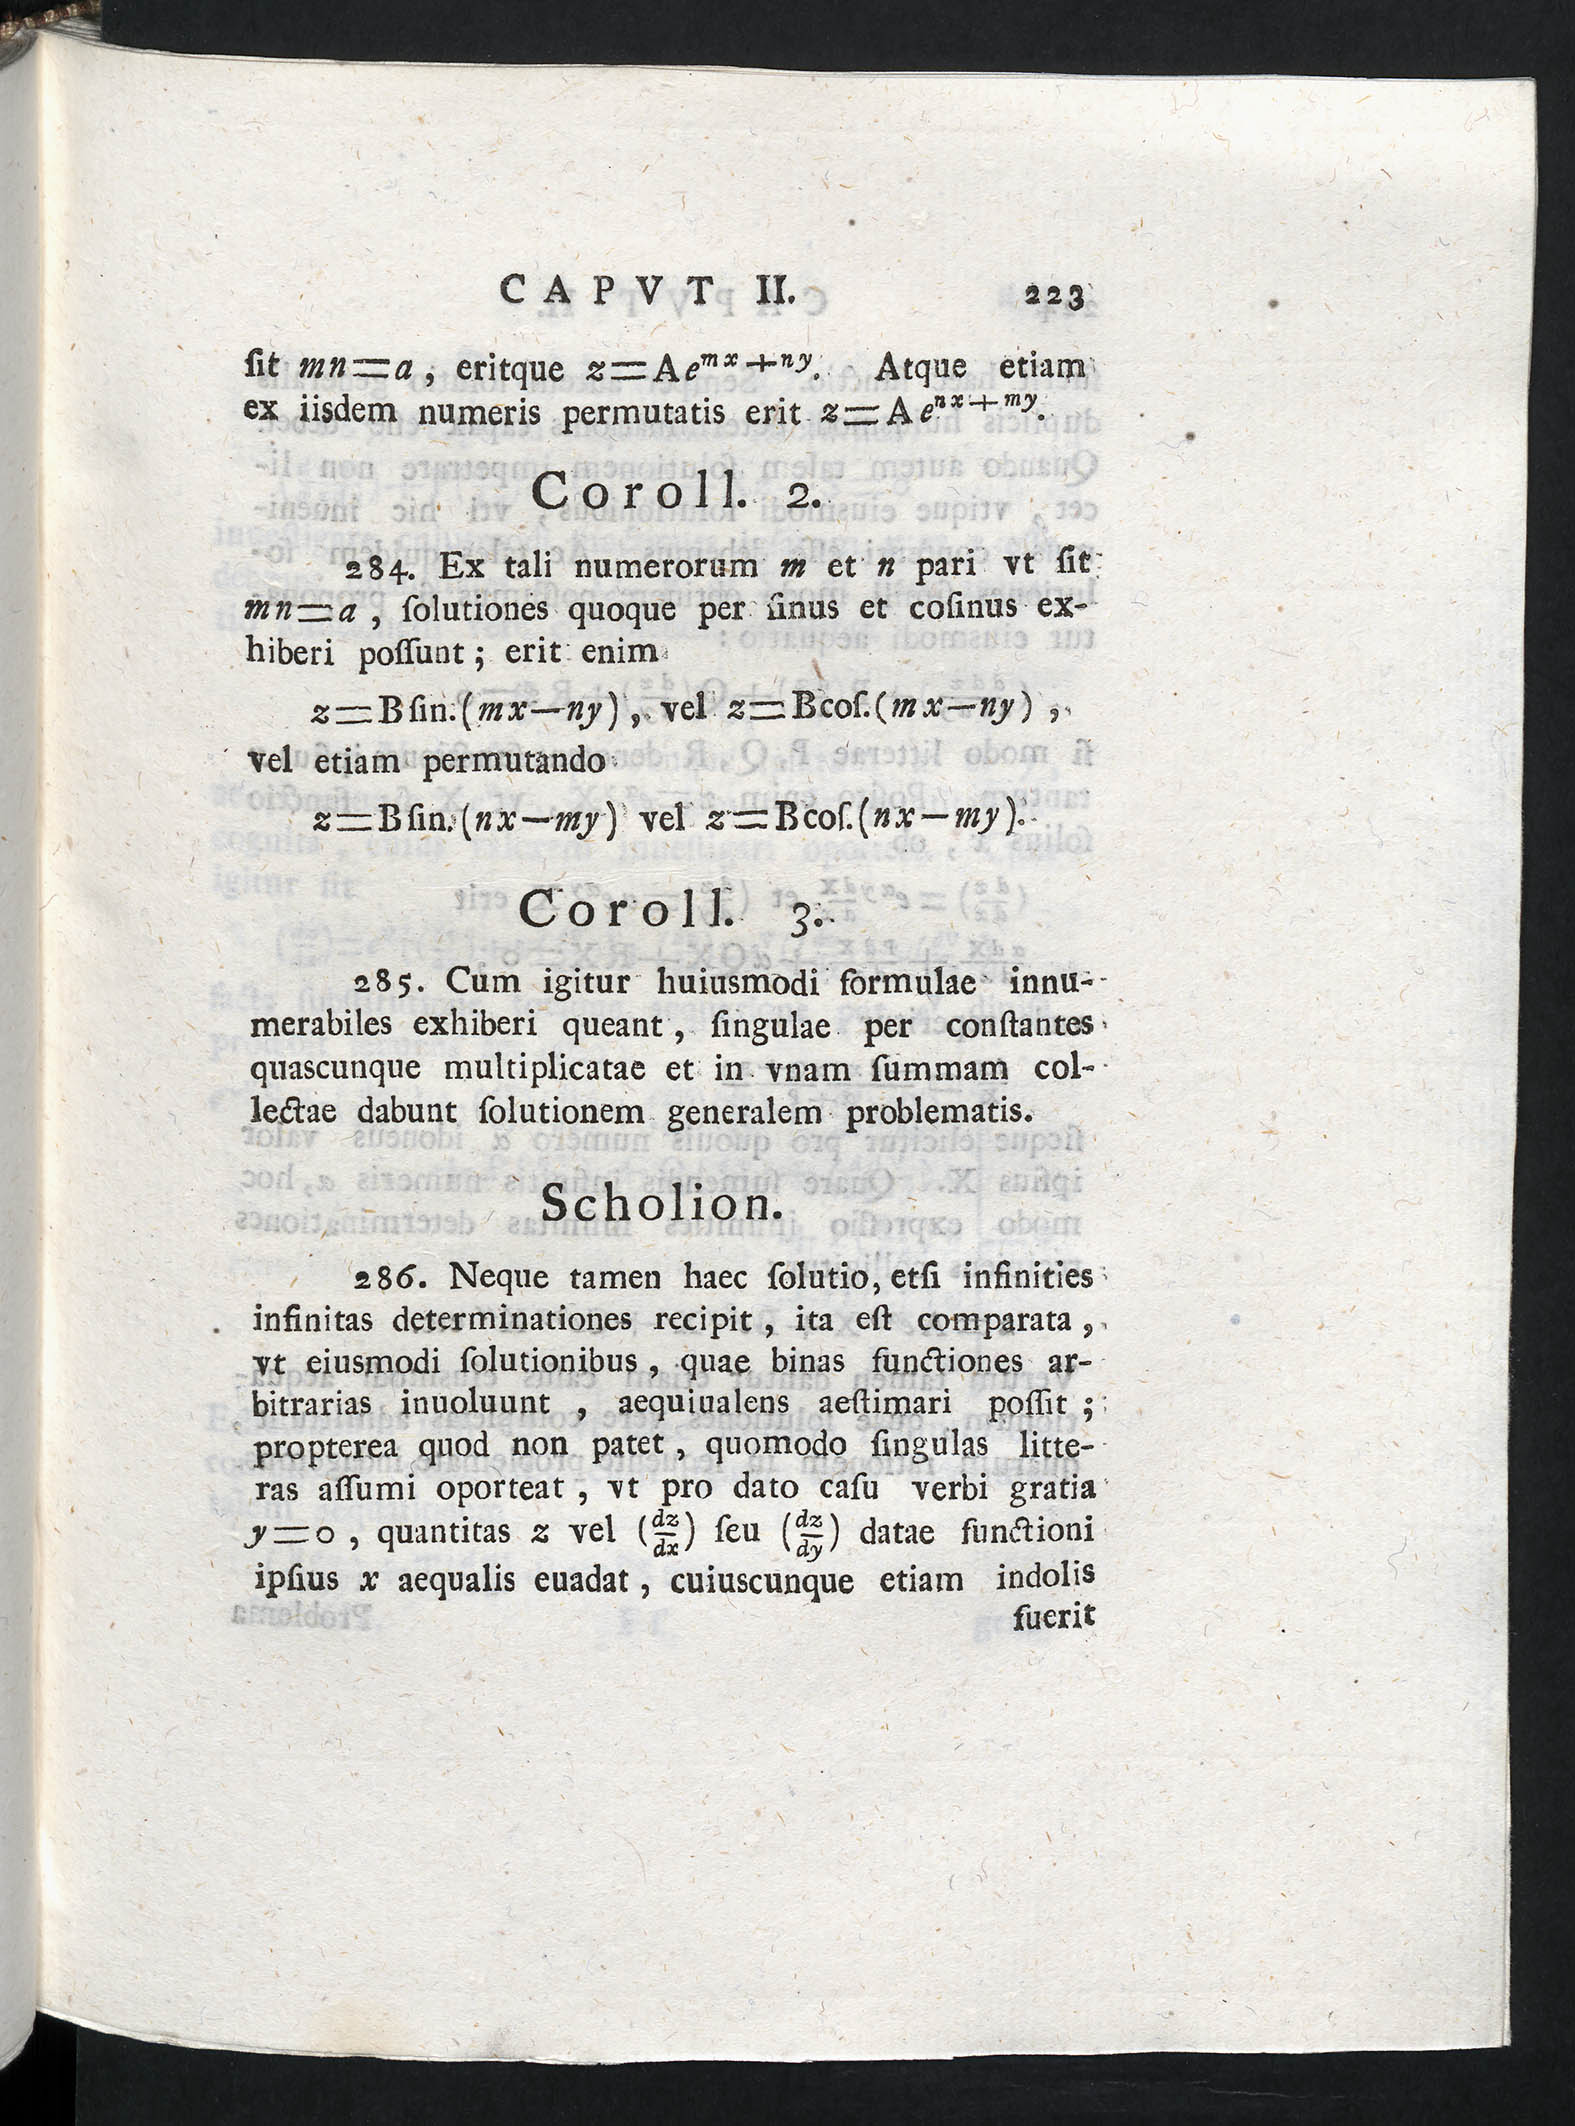 CAPVT II. 223
ſit mn=a, eritque z=Ae^{mx+ny}. Atque etiam
ex iisdem numeris permutatis erit z=Ae^{nx+my}.
Coroll. 2.
284. Ex tali numerorum m et n pari vt ſit
mn=a, ſolutiones quoque per ſinus et coſinus ex-
hiberi poſſunt; erit enim
z=Bſin.(mx—ny), vel z=Bcoſ.(mx—ny),
vel etiam permutando
z=Bſin.(nx—my) vel z=Bcoſ.(nx—my).
Coroll. 3.
285. Cum igitur huiusmodi formulae innu-
merabiles exhiberi queant, ſingulae per conſtantes
quascunque multiplicatae et in vnam ſummam col-
lectae dabunt ſolutionem generalem problematis.
Scholion.
286. Neque tamen haec ſolutio, etſi infinities
infinitas determinationes recipit, ita eſt comparata,
vt eiusmodi ſolutionibus, quae binas functiones ar-
bitrarias inuoluunt, aequiualens aeſtimari poſſit;
propterea quod non patet, quomodo ſingulas litte-
ras aſſumi oporteat, vt pro dato caſu verbi gratia
y=0, quantitas z vel (dz/dx) ſeu (dz/dy) datae functioni
ipſius x aequalis euadat, cuiuscunque etiam indolis
fuerit